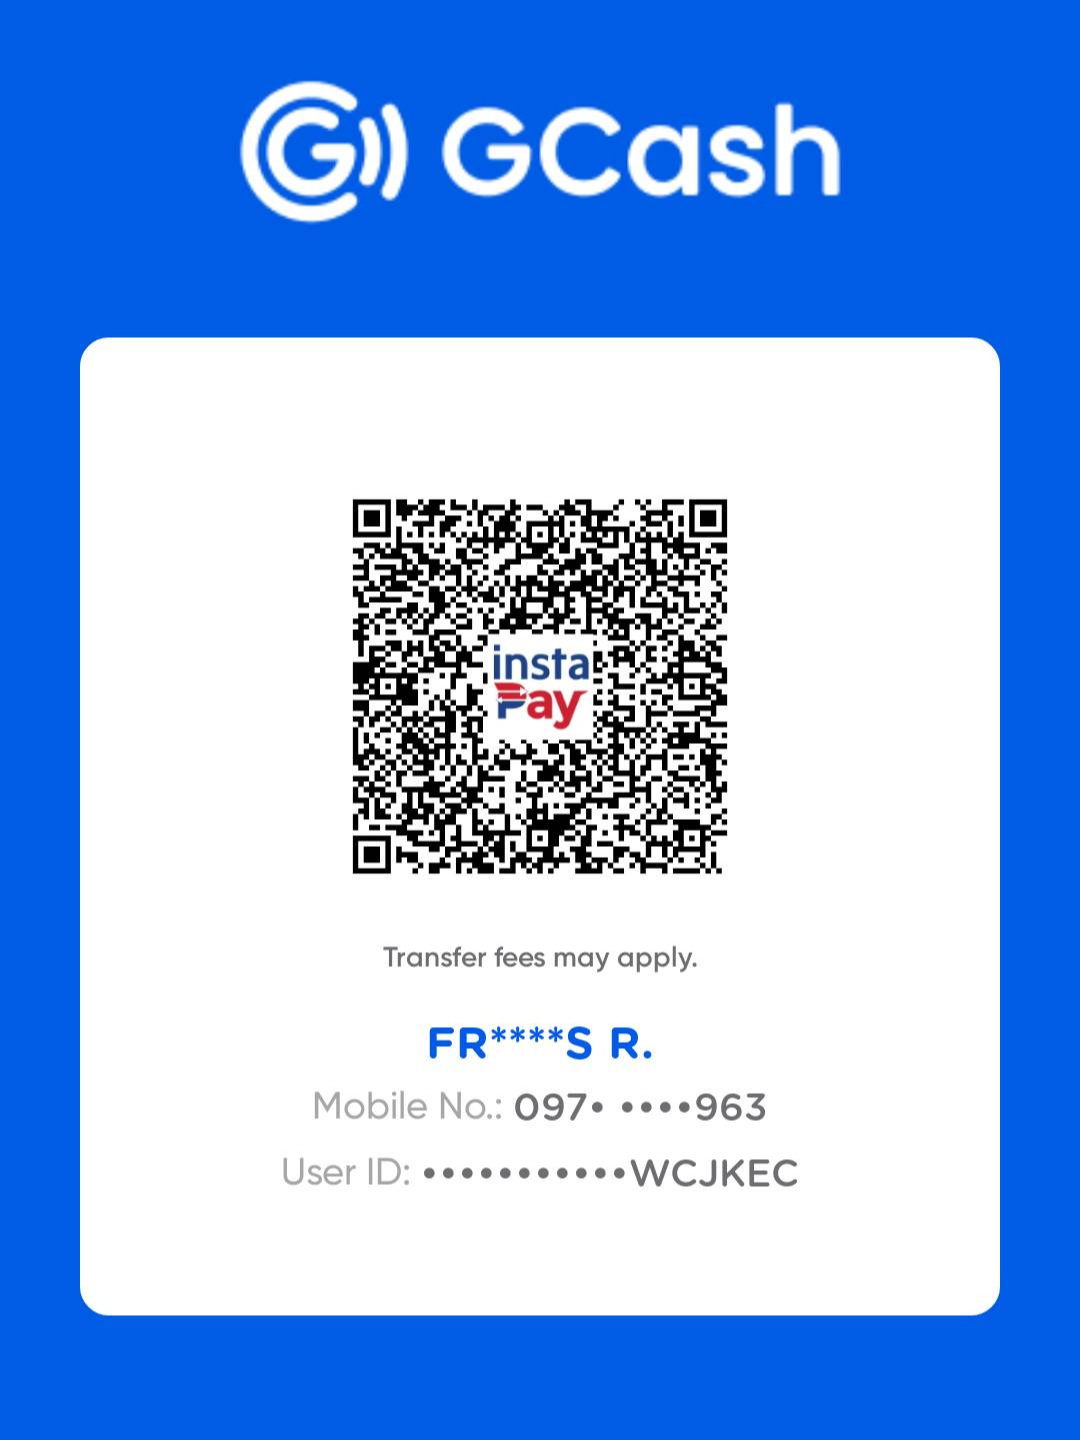 GCash
insta
Pay
Transfer fees may apply.
FR****S R.
Mobile No.: 097• ••••963
User ID: •••••••••••WCJKEC